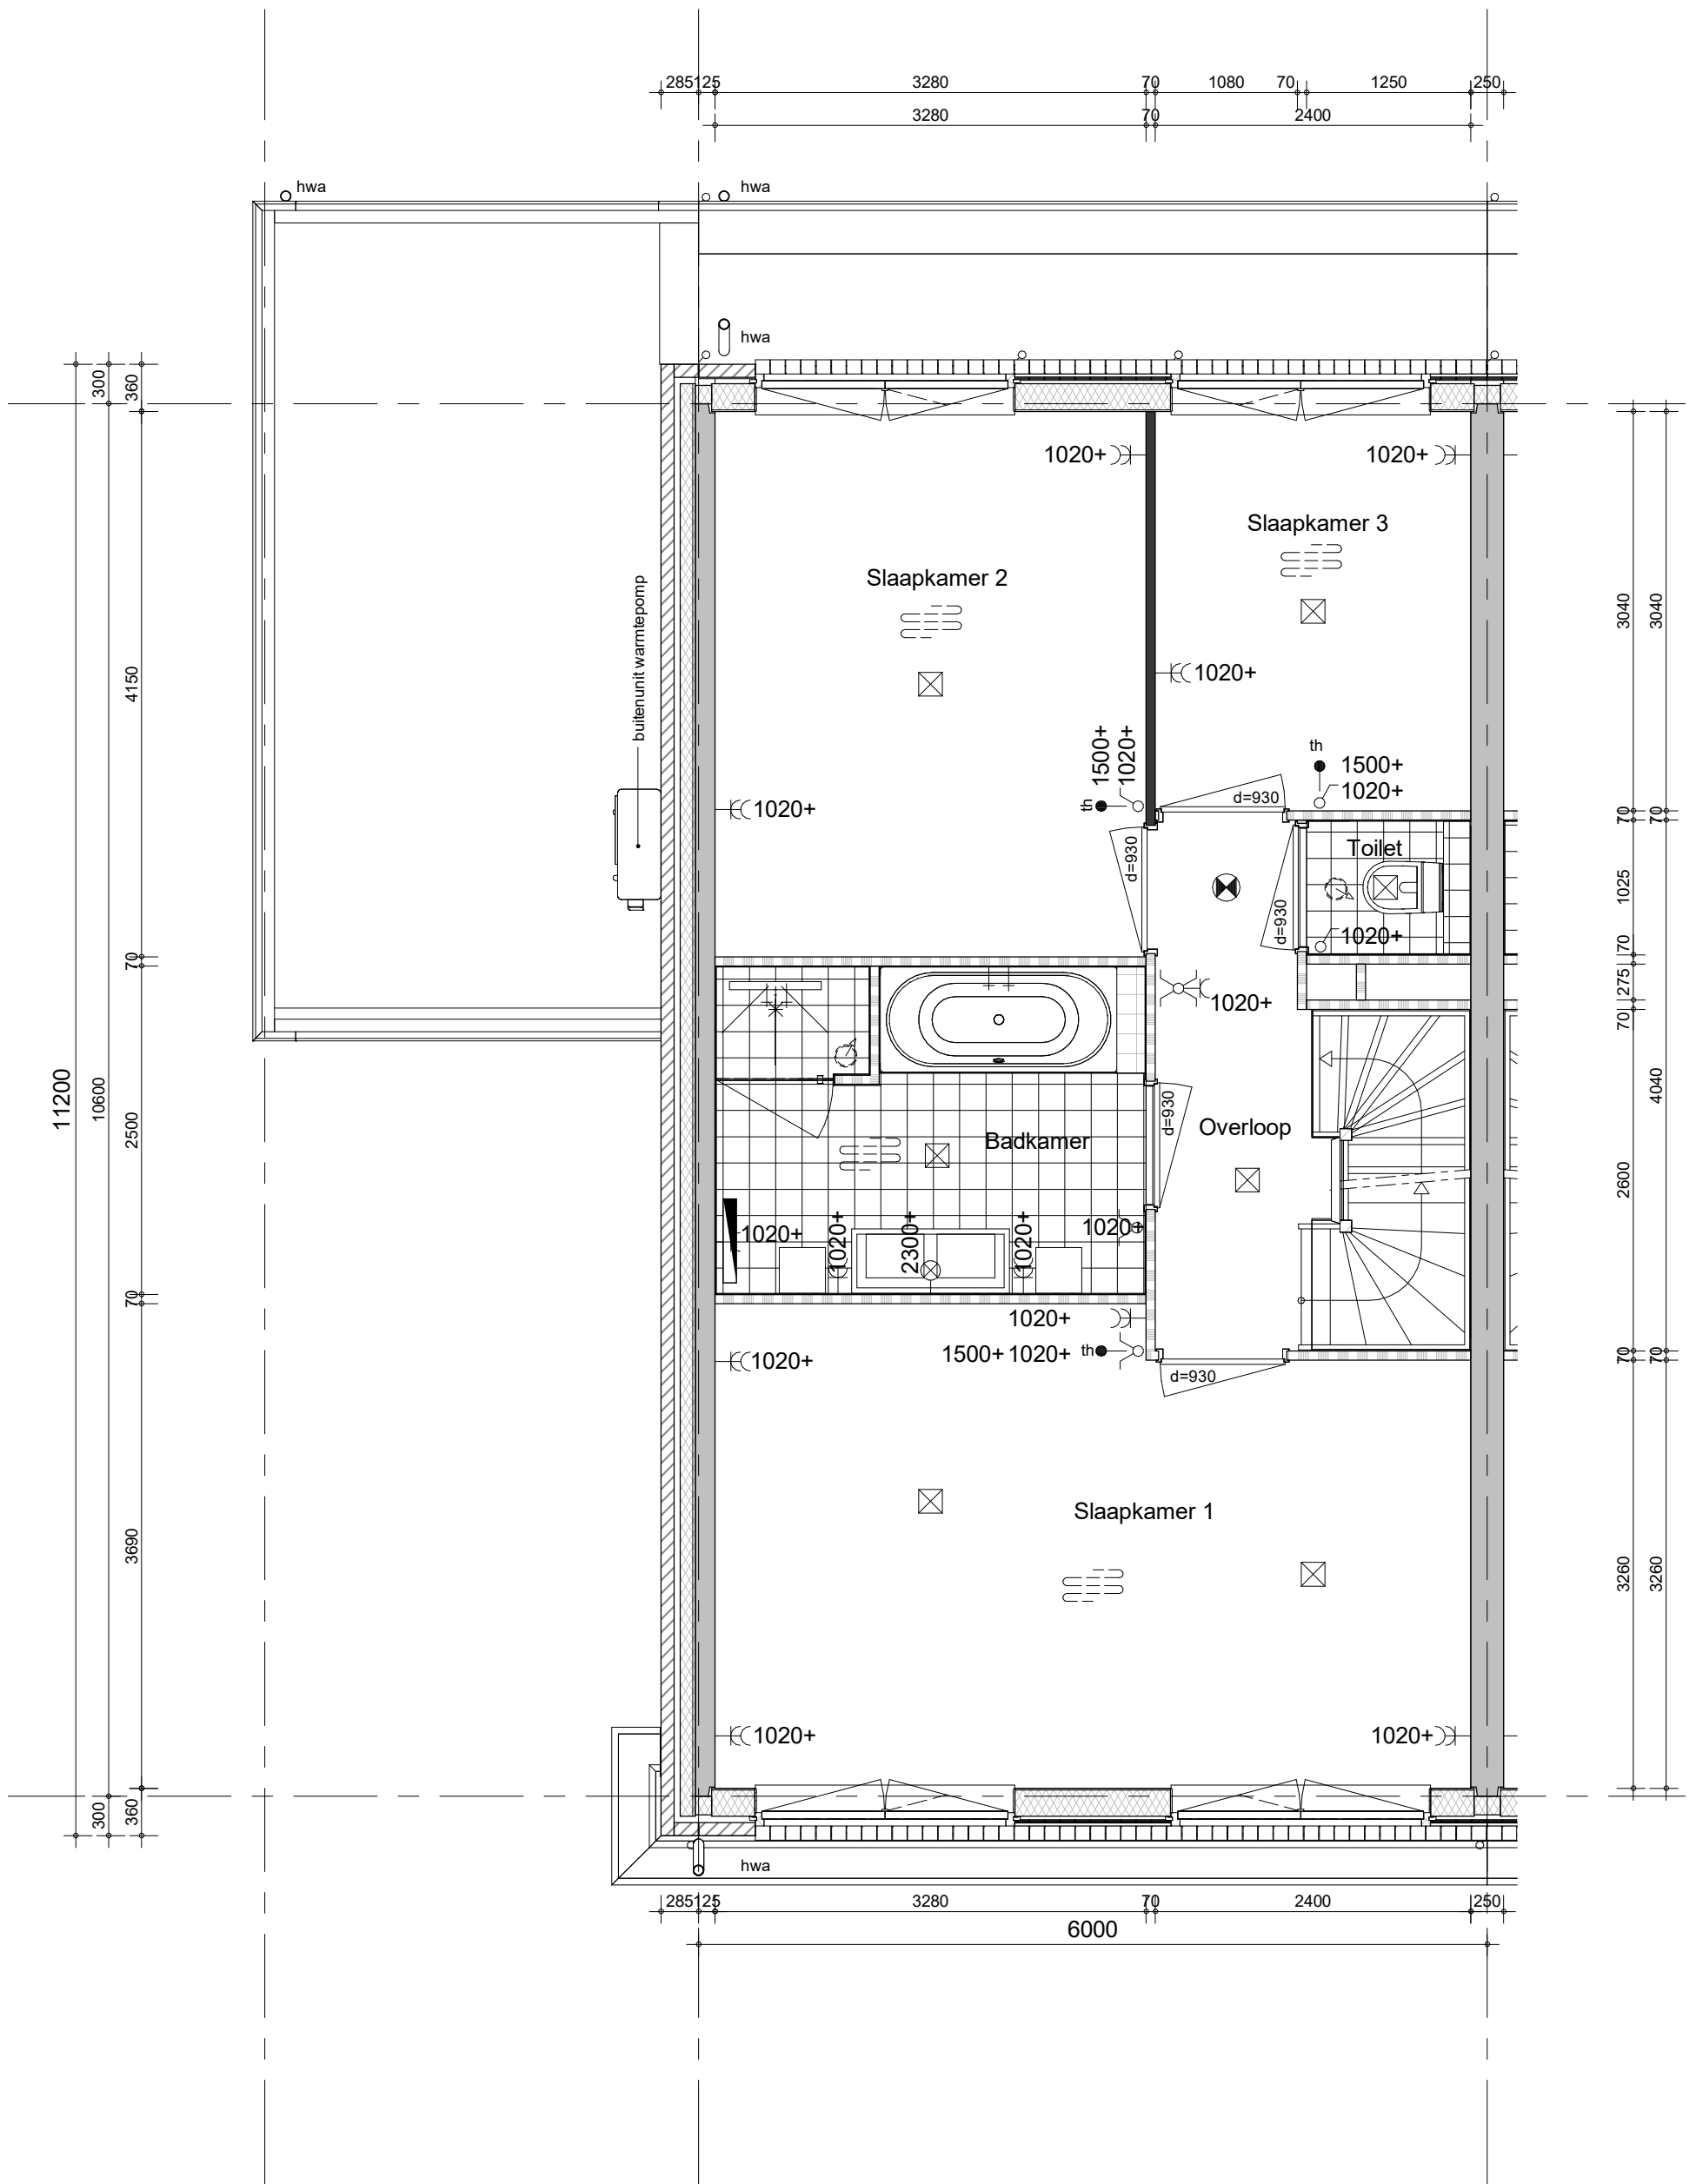 285 125 3280 70 1080 70 1250 250
3280 70 2400
hwa
hwa
hwa
300
360
1020+
1020+
Slaapkamer 3
Slaapkamer 2
buitenunit warmtepomp
3040
3040
4150
1020+
th
1500+
1020+
1500+
1020+
th
1020+
d=930
70
70
d=930
Toilet
d=930
1025
1020+
70
70
275
1020+
70
11200
10600
2500
4040
d=930
Overloop
Badkamer
2600
1020+
1020+
2300+
1020+
1020+
70
1020+
1020+
1500+ 1020+ th
70
70
d=930
Slaapkamer 1
3690
3260
3260
1020+
1020+
300
360
hwa
285 125 3280 70 2400 250
6000